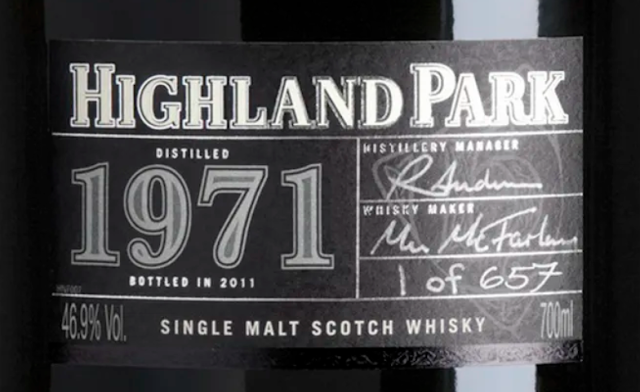 HIGHLAND PARK
DISTILLED
1971
BOTTLED IN 2011
DISTILLERY MANAGER
WHISKY MAKER
1 of 657
46.9% Vol.
SINGLE MALT SCOTCH WHISKY
700ml